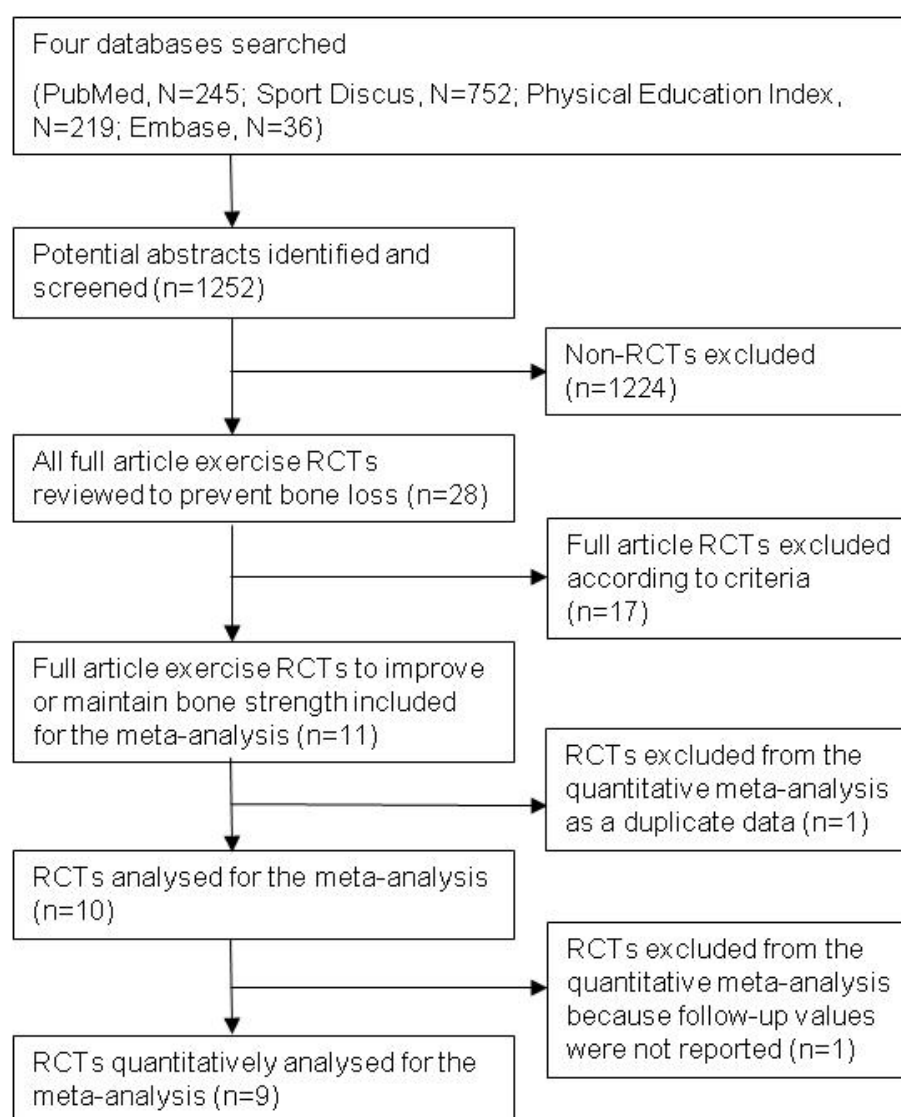 Four databases searched
(PubMed, N=245; Sport Discus, N=752; Physical Education Index,
N=219; Embase, N=36)
Potential abstracts identified and
screened (n=1252)
Non-RCTs excluded
(n=1224)
All full article exercise RCTs
reviewed to prevent bone loss (n=28)
Full article RCTs excluded
according to criteria
(n=17)
Full article exercise RCTs to improve
or maintain bone strength included
for the meta-analysis (n=11)
RCTs excluded from the
quantitative meta-analysis
as a duplicate data (n=1)
RCTs analysed for the meta-analysis
(n=10)
RCTs excluded from the
quantitative meta-analysis
because follow-up values
were not reported (n=1)
RCTs quantitatively analysed for the
meta-analysis (n=9)